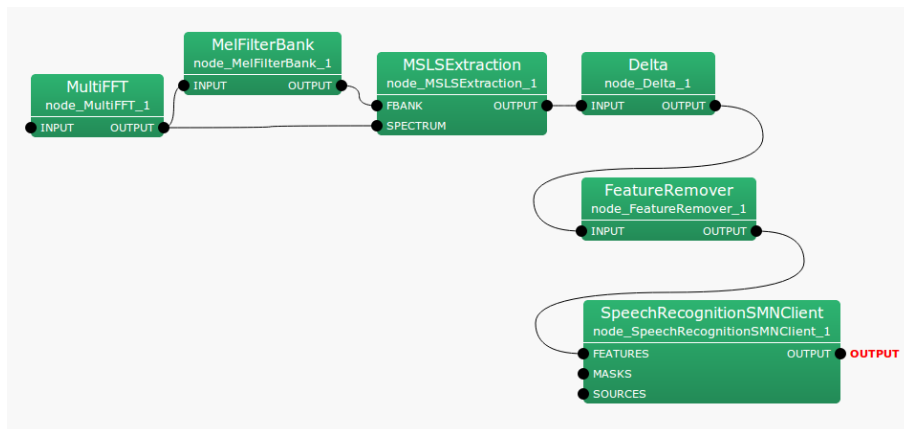 MelFilterBank
node_MelFilterBank_1
INPUT OUTPUT
MultiFFT
node_MultiFFT_1
INPUT OUTPUT
MSLSExtraction
node_MSLSExtraction_1
FBANK OUTPUT
SPECTRUM
Delta
node_Delta_1
INPUT OUTPUT
FeatureRemover
node_FeatureRemover_1
INPUT OUTPUT
SpeechRecognitionSMNClient
node_SpeechRecognitionSMNClient_1
FEATURES OUTPUT OUTPUT
MASKS
SOURCES